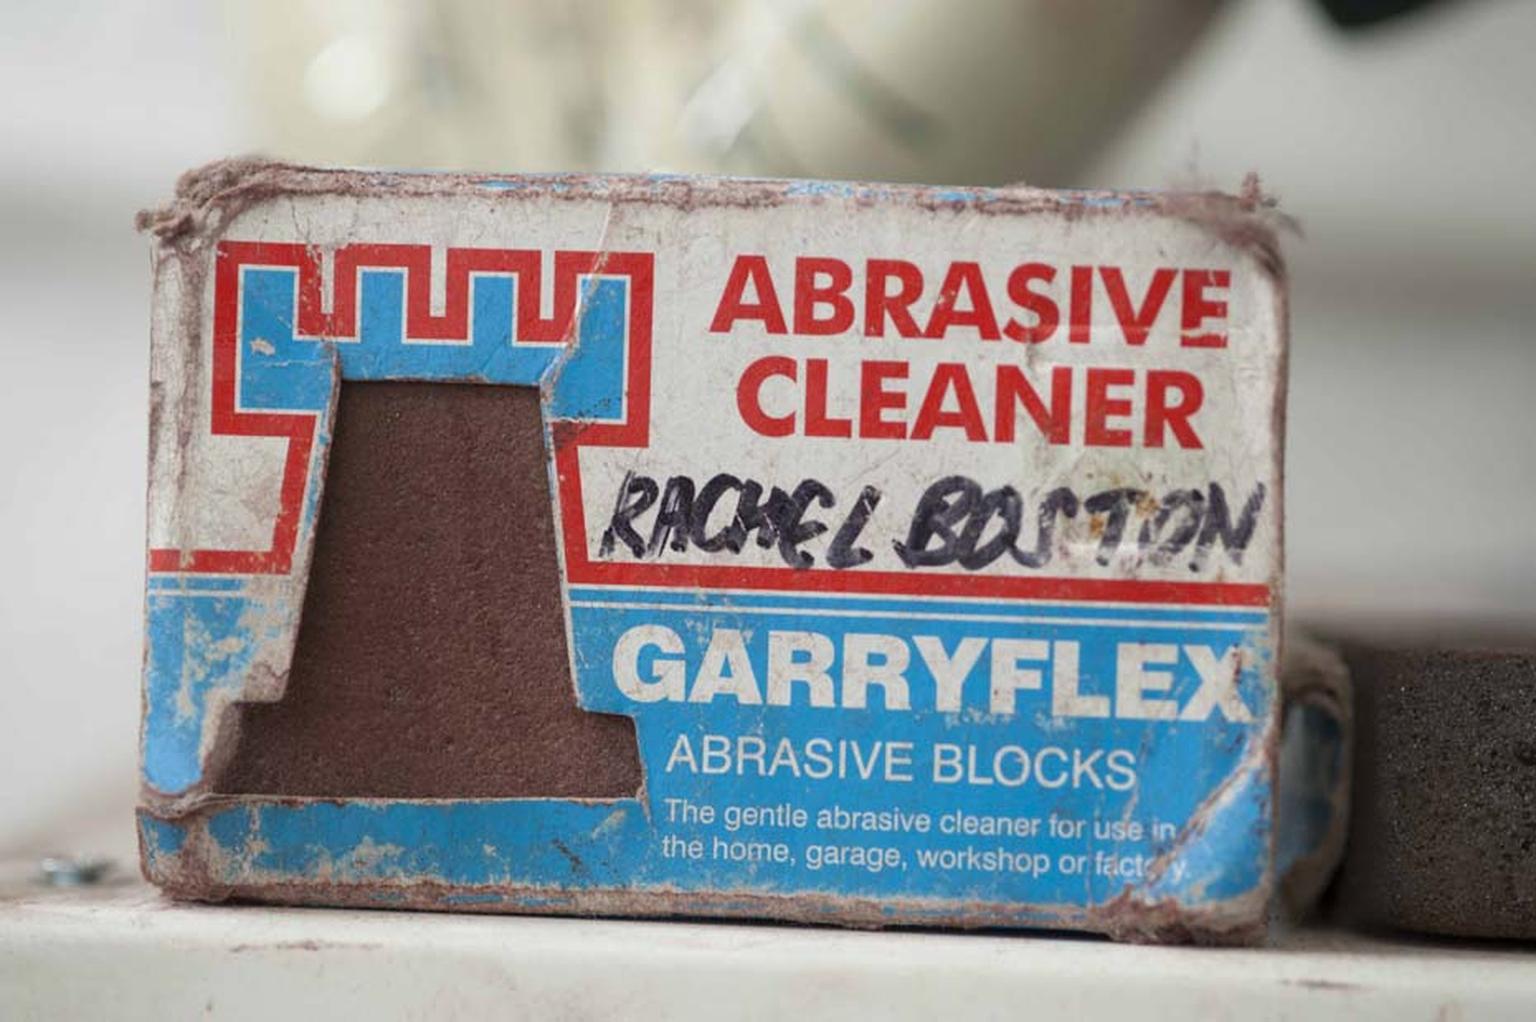 ABRASIVE
CLEANER
RACHEL BOSTON
GARRYFLEX
ABRASIVE BLOCKS
The gentle abrasive cleaner for use in
the home, garage, workshop or factory.